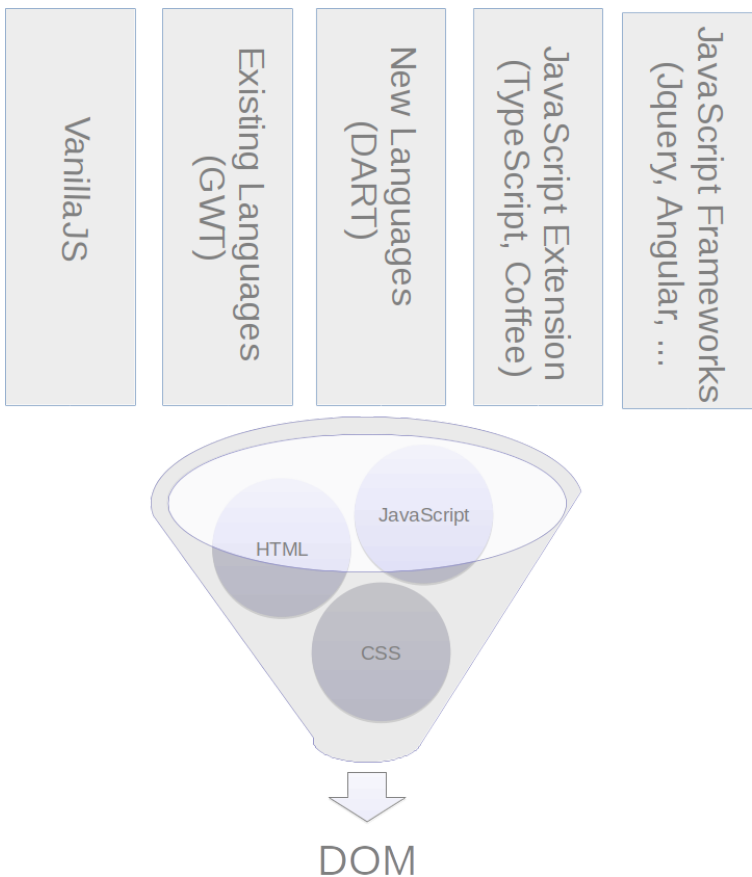 VanillaJS
Existing Languages
(GWT)
New Languages
(DART)
JavaScript Extension
(TypeScript, Coffee)
JavaScript Frameworks
(Jquery, Angular, ...
HTML
JavaScript
CSS
DOM